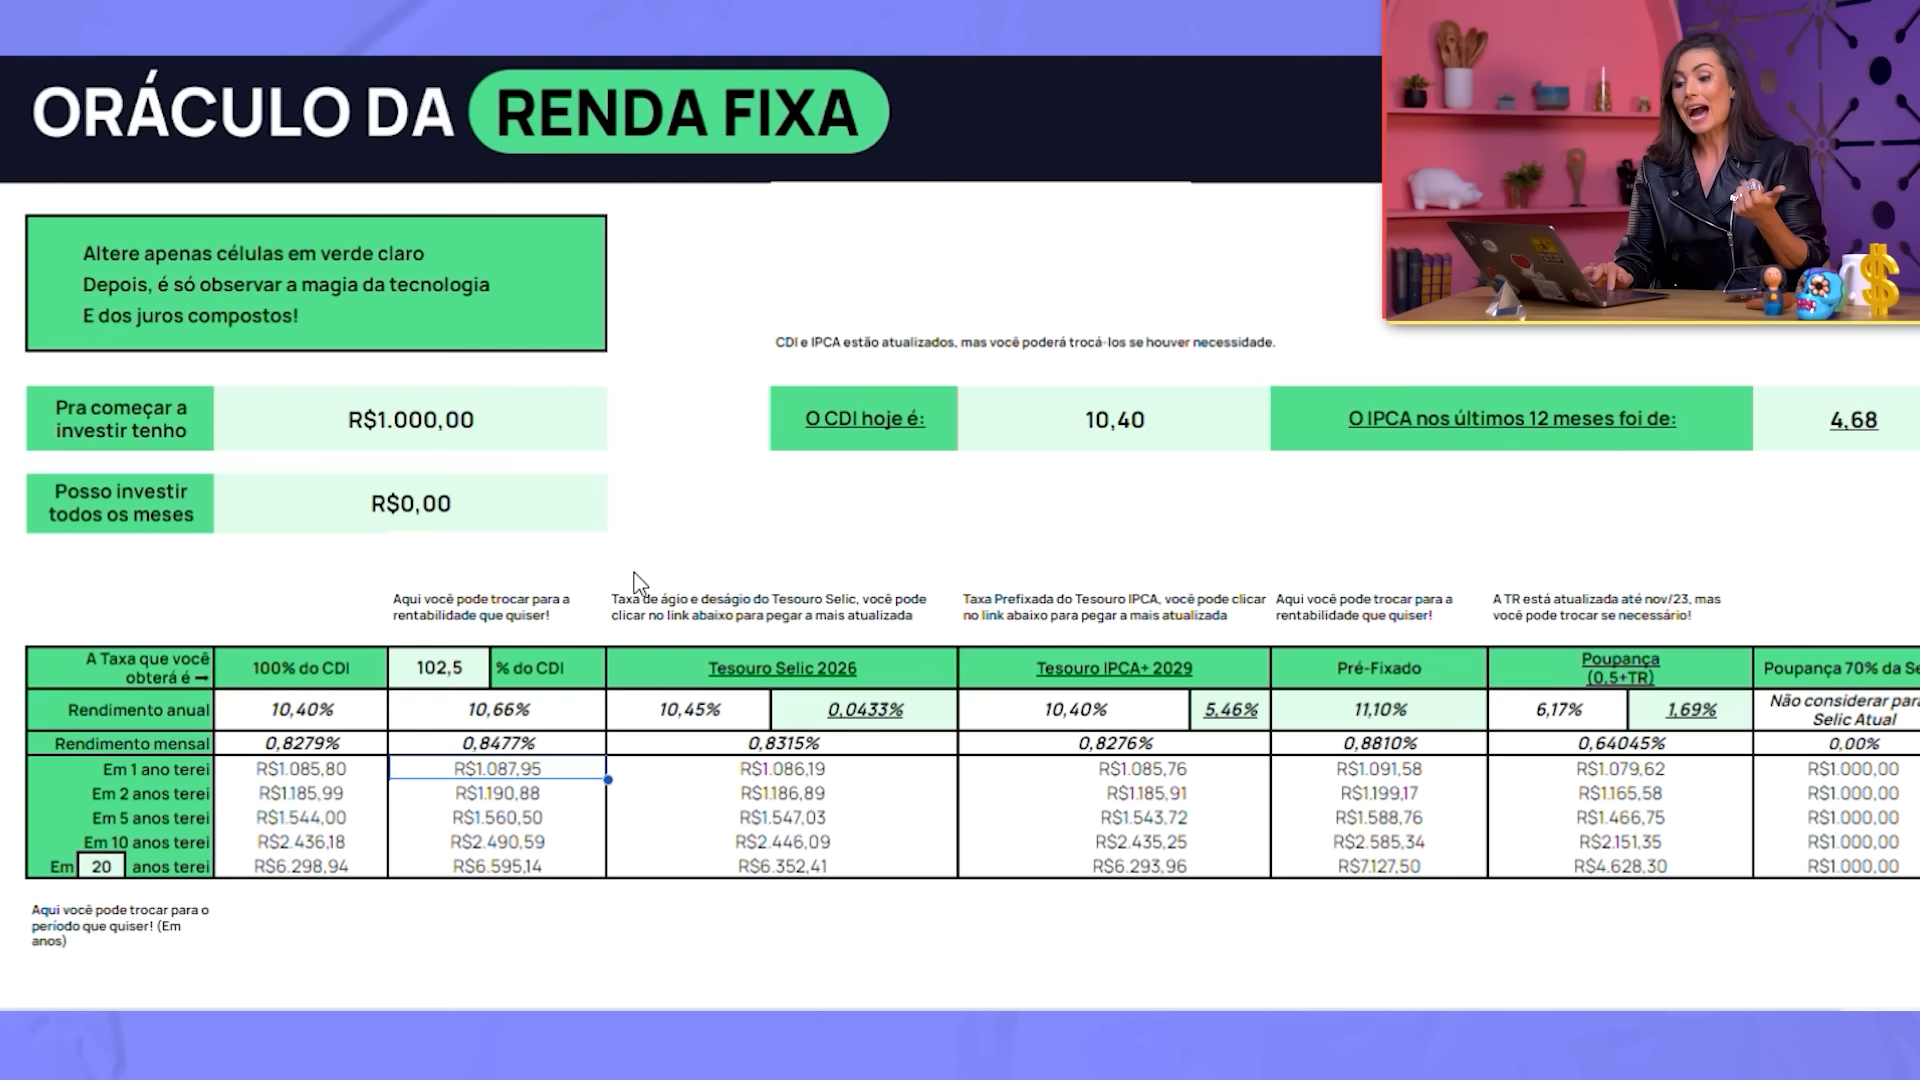 ORÁCULO DA RENDA FIXA
Altere apenas células em verde claro
Depois, é só observar a magia da tecnologia
E dos juros compostos!
CDI e IPCA estão atualizados, mas você poderá trocá-los se houver necessidade.
Pra começar a
investir tenho
R$1.000,00
O CDI hoje é:
10,40
O IPCA nos últimos 12 meses foi de:
4,68
Posso investir
todos os meses
R$0,00
Aqui você pode trocar para a
rentabilidade que quiser!
Taxa de ágio e deságio do Tesouro Selic, você pode
clicar no link abaixo para pegar a mais atualizada
Taxa Prefixada do Tesouro IPCA, você pode clicar
no link abaixo para pegar a mais atualizada
Aqui você pode trocar para a
rentabilidade que quiser!
A TR está atualizada até nov/23, mas
você pode trocar se necessário!
A Taxa que você
obterá é →
100% do CDI
102,5
% do CDI
Tesouro Selic 2026
Tesouro IPCA+ 2029
Pré-Fixado
Poupança
(0,5+TR)
Poupança 70% da Se
Rendimento anual
10,40%
10,66%
10,45%
0,0433%
10,40%
5,46%
11,10%
6,17%
1,69%
Não considerar para
Selic Atual
Rendimento mensal
0,8279%
0,8477%
0,8315%
0,8276%
0,8810%
0,64045%
0,00%
Em 1 ano terei
R$1.085,80
R$1.087,95
R$1.086,19
R$1.085,76
R$1.091,58
R$1.079,62
R$1.000,00
Em 2 anos terei
R$1.185,99
R$1.190,88
R$1.186,89
R$1.185,91
R$1.199,17
R$1.165,58
R$1.000,00
Em 5 anos terei
R$1.544,00
R$1.560,50
R$1.547,03
R$1.543,72
R$1.588,76
R$1.466,75
R$1.000,00
Em 10 anos terei
R$2.436,18
R$2.490,59
R$2.446,09
R$2.435,25
R$2.585,34
R$2.151,35
R$1.000,00
Em 20 anos terei
R$6.298,94
R$6.595,14
R$6.352,41
R$6.293,96
R$7.127,50
R$4.628,30
R$1.000,00
Aqui você pode trocar para o
período que quiser! (Em
anos)